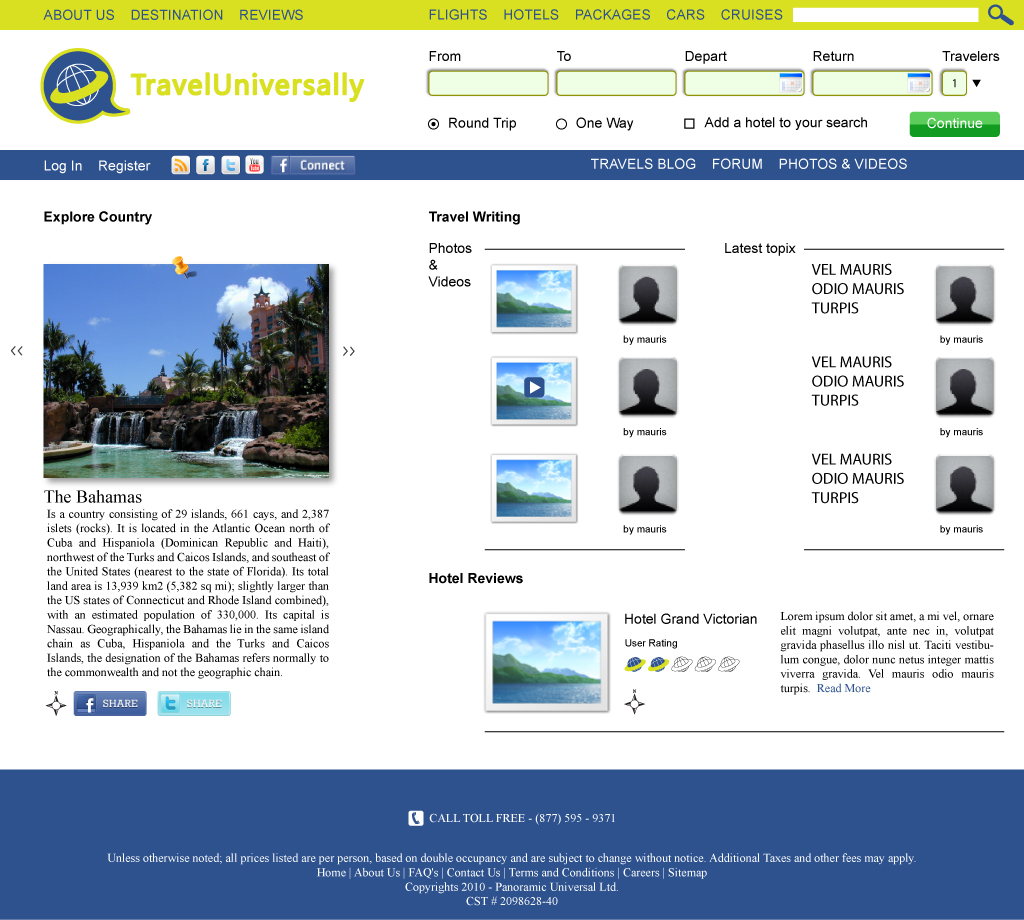 ABOUT US DESTINATION REVIEWS
FLIGHTS HOTELS PACKAGES CARS CRUISES
TravelUniversally
From To Depart Return Travelers
1
Round Trip One Way Add a hotel to your search Continue
Log In Register Connect
TRAVELS BLOG FORUM PHOTOS & VIDEOS
Explore Country
<< >>
The Bahamas
Is a country consisting of 29 islands, 661 cays, and 2,387
islets (rocks). It is located in the Atlantic Ocean north of
Cuba and Hispaniola (Dominican Republic and Haiti),
northwest of the Turks and Caicos Islands, and southeast of
the United States (nearest to the state of Florida). Its total
land area is 13,939 km2 (5,382 sq mi); slightly larger than
the US states of Connecticut and Rhode Island combined),
with an estimated population of 330,000. Its capital is
Nassau. Geographically, the Bahamas lie in the same island
chain as Cuba, Hispaniola and the Turks and Caicos
Islands, the designation of the Bahamas refers normally to
the commonwealth and not the geographic chain.
N
SHARE SHARE
Travel Writing
Photos
&
Videos
by mauris
by mauris
by mauris
Latest topix
VEL MAURIS
ODIO MAURIS
TURPIS
by mauris
VEL MAURIS
ODIO MAURIS
TURPIS
by mauris
VEL MAURIS
ODIO MAURIS
TURPIS
by mauris
Hotel Reviews
Hotel Grand Victorian
User Rating
N
Lorem ipsum dolor sit amet, a mi vel, ornare
elit magni volutpat, ante nec in, volutpat
gravida phasellus illo nisl ut. Taciti vestibu-
lum congue, dolor nunc netus integer mattis
viverra gravida. Vel mauris odio mauris
turpis. Read More
CALL TOLL FREE - (877) 595 - 9371
Unless otherwise noted; all prices listed are per person, based on double occupancy and are subject to change without notice. Additional Taxes and other fees may apply.
Home | About Us | FAQ's | Contact Us | Terms and Conditions | Careers | Sitemap
Copyrights 2010 - Panoramic Universal Ltd.
CST # 2098628-40